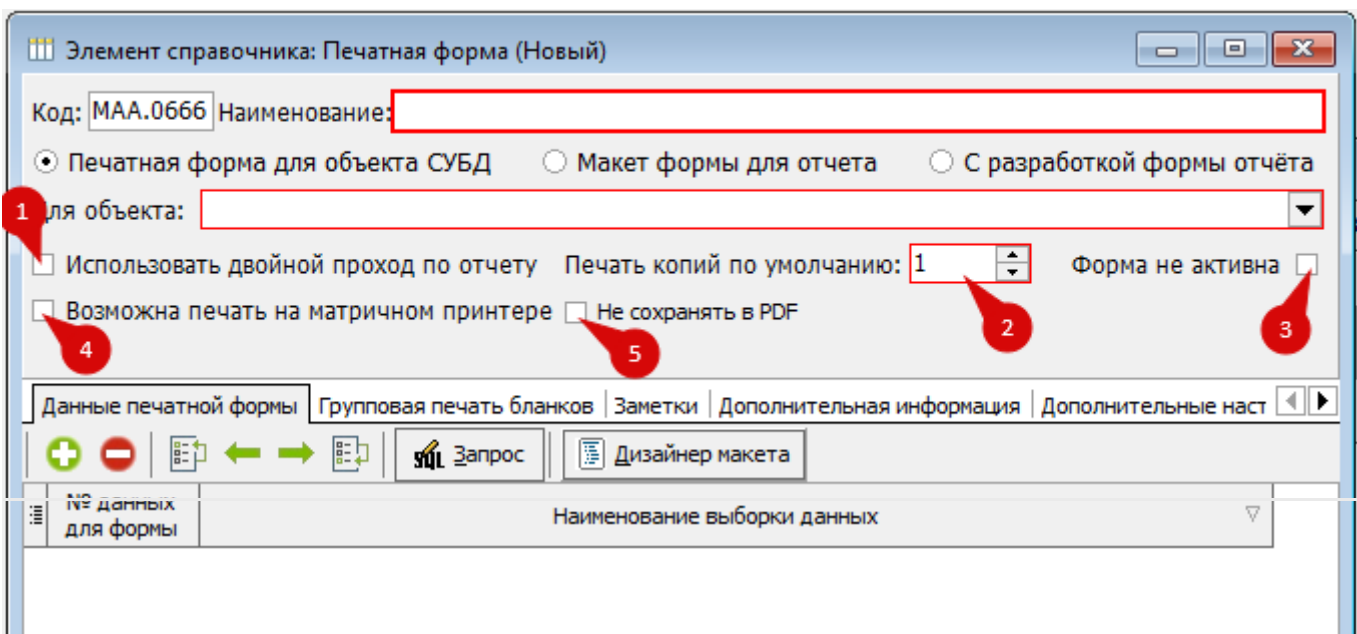 Элемент справочника: Печатная форма (Новый)
Код: МАА.0666 Наименование:
Печатная форма для объекта СУБД Макет формы для отчета С разработкой формы отчёта
1 ля объекта:
Использовать двойной проход по отчету Печать копий по умолчанию: 1 Форма не активна
Возможна печать на матричном принтере Не сохранять в PDF
2 3
4 5
Данные печатной формы Групповая печать бланков Заметки Дополнительная информация Дополнительные наст
SQL Запрос Дизайнер макета
№ данных
для формы Наименование выборки данных